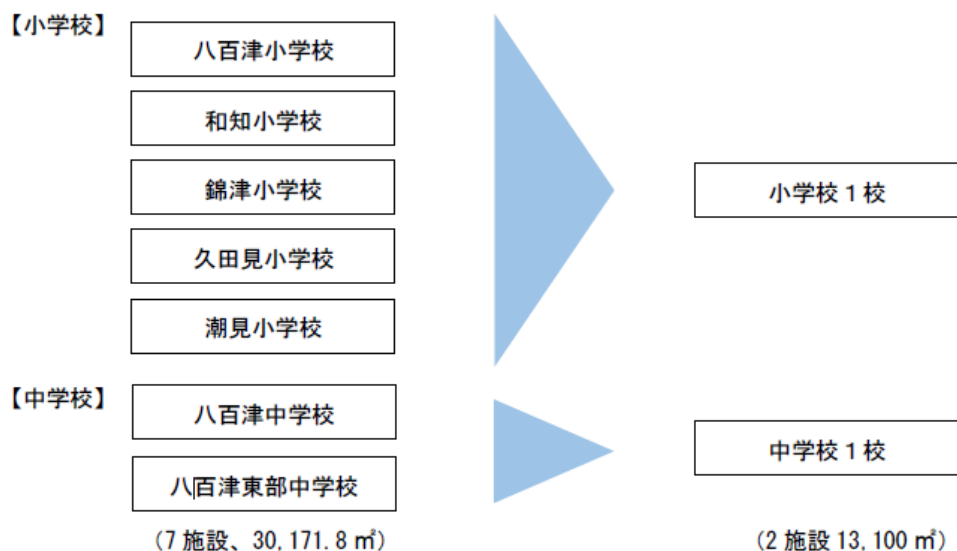 【小学校】
八百津小学校
和知小学校
錦津小学校
久田見小学校
潮見小学校
小学校１校
【中学校】
八百津中学校
八百津東部中学校
中学校１校
（7 施設、30,171.8 ㎡）
（2 施設 13,100 ㎡）